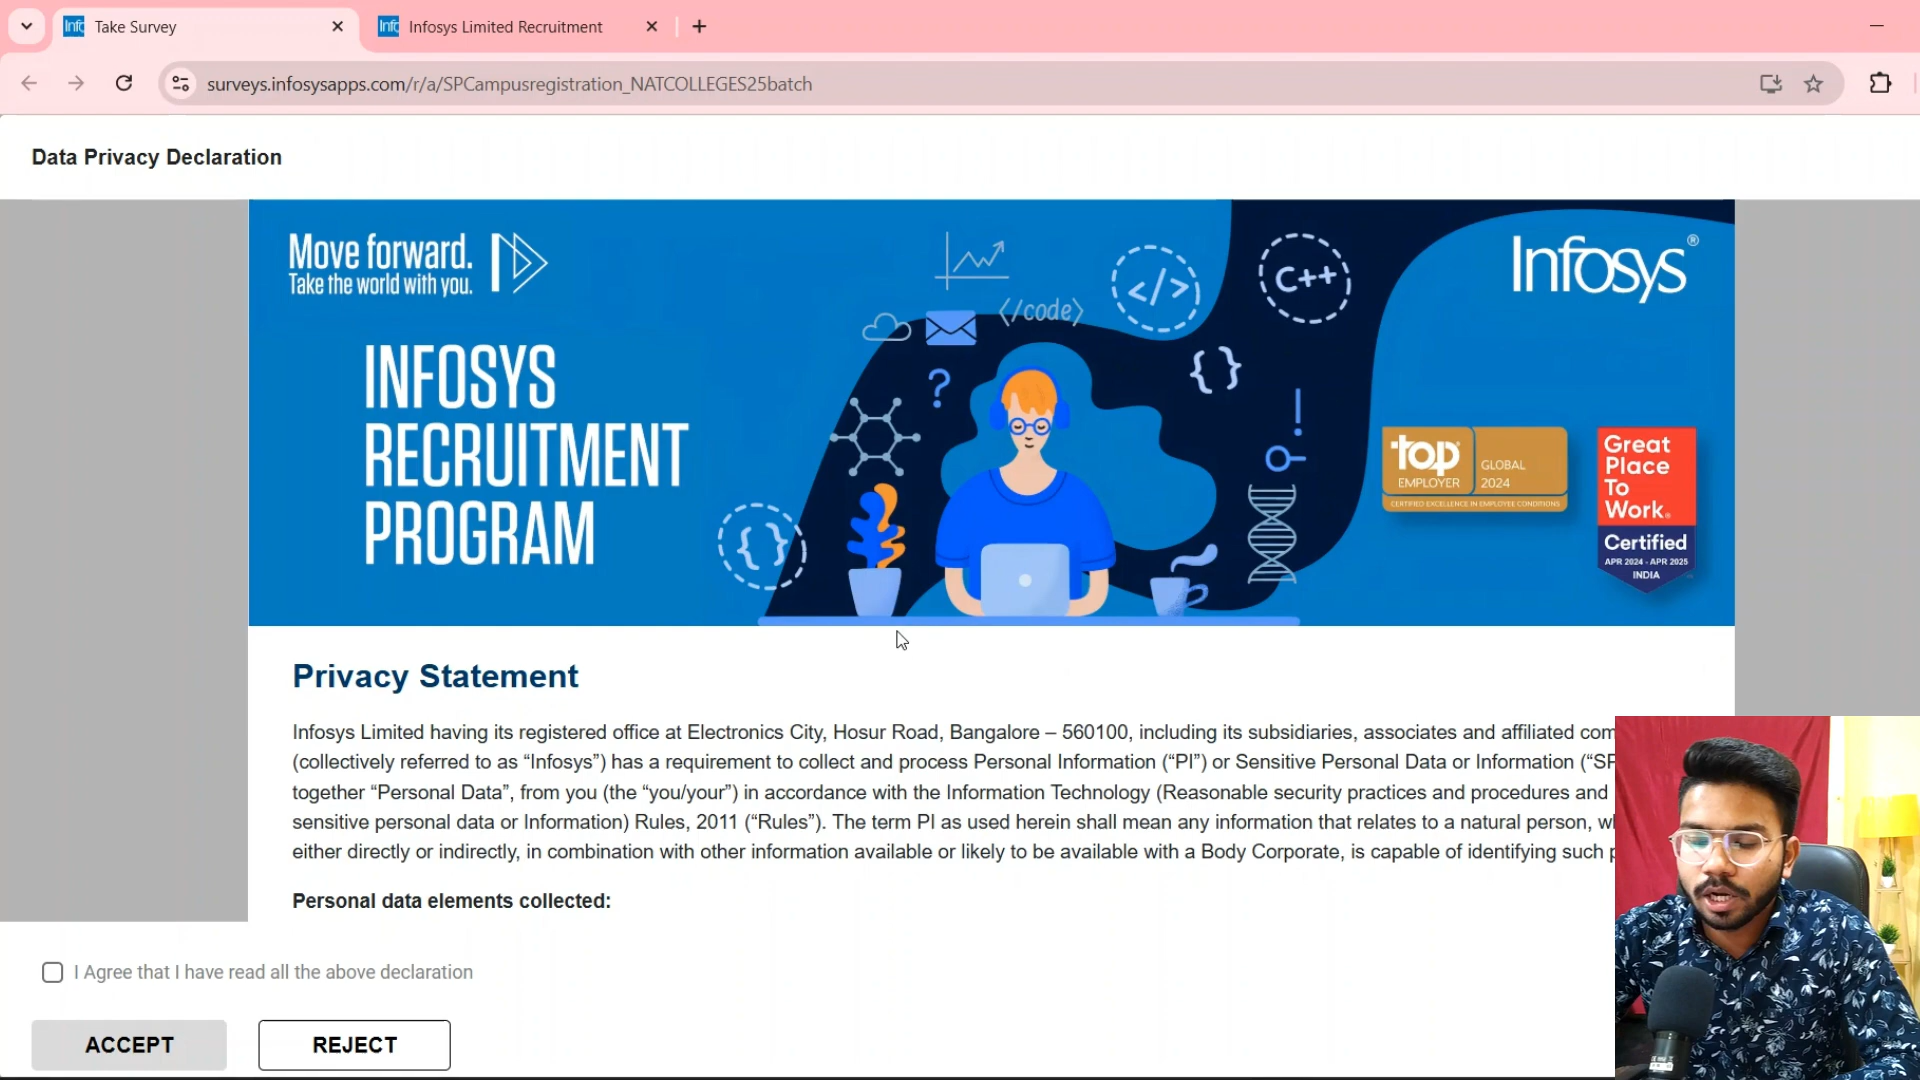 Take Survey
Infosys Limited Recruitment
surveys.infosysapps.com/r/a/SPCampusregistration_NATCOLLEGES25batch
Data Privacy Declaration
Move forward.
Take the world with you.
INFOSYS
RECRUITMENT
PROGRAM
</code>
</>
C++
{}
?
!
{}
Infosys®
top
EMPLOYER
GLOBAL
2024
CERTIFIED EXCELLENCE IN EMPLOYEE CONDITIONS
Great
Place
To
Work®
Certified
APR 2024 - APR 2025
INDIA
Privacy Statement
Infosys Limited having its registered office at Electronics City, Hosur Road, Bangalore – 560100, including its subsidiaries, associates and affiliated com
(collectively referred to as “Infosys”) has a requirement to collect and process Personal Information (“PI”) or Sensitive Personal Data or Information (“SP
together “Personal Data”, from you (the “you/your”) in accordance with the Information Technology (Reasonable security practices and procedures and
sensitive personal data or Information) Rules, 2011 (“Rules”). The term PI as used herein shall mean any information that relates to a natural person, wh
either directly or indirectly, in combination with other information available or likely to be available with a Body Corporate, is capable of identifying such p
Personal data elements collected:
I Agree that I have read all the above declaration
ACCEPT
REJECT